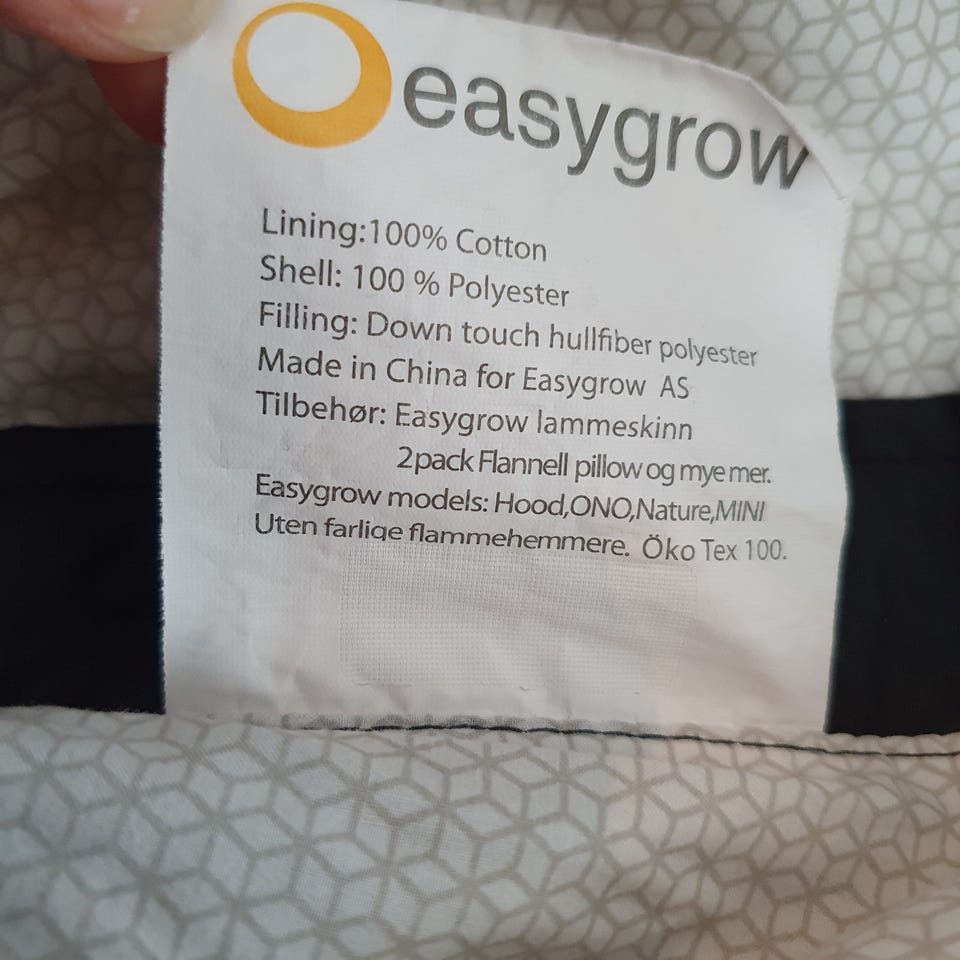 easygrow
Lining:100% Cotton
Shell: 100 % Polyester
Filling: Down touch hullfiber polyester
Made in China for Easygrow AS
Tilbehør: Easygrow lammeskinn
2pack Flannell pillow og mye mer.
Easygrow models: Hood,ONO,Nature,MINI
Uten farlige flammehemmere. Öko Tex 100.